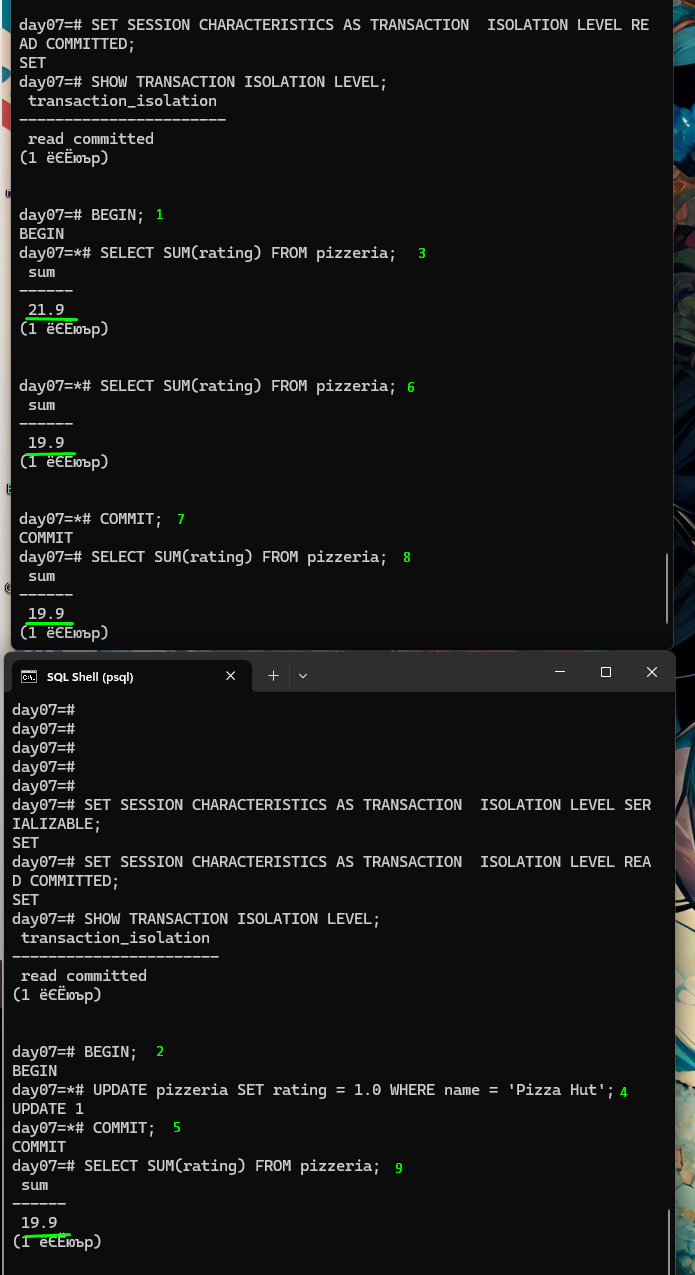 day07=# SET SESSION CHARACTERISTICS AS TRANSACTION  ISOLATION LEVEL RE
AD COMMITTED;
SET
day07=# SHOW TRANSACTION ISOLATION LEVEL;
transaction_isolation
-----------------------
read committed
(1 ёЄЁюър)
day07=# BEGIN; 1
BEGIN
day07=*# SELECT SUM(rating) FROM pizzeria; 3
sum
------
21.9
(1 ёЄЁюър)
day07=*# SELECT SUM(rating) FROM pizzeria; 6
sum
------
19.9
(1 ёЄЁюър)
day07=*# COMMIT; 7
COMMIT
day07=# SELECT SUM(rating) FROM pizzeria; 8
sum
------
19.9
(1 ёЄЁюър)
SQL Shell (psql)
day07=#
day07=#
day07=#
day07=#
day07=#
day07=# SET SESSION CHARACTERISTICS AS TRANSACTION  ISOLATION LEVEL SER
IALIZABLE;
SET
day07=# SET SESSION CHARACTERISTICS AS TRANSACTION  ISOLATION LEVEL REA
D COMMITTED;
SET
day07=# SHOW TRANSACTION ISOLATION LEVEL;
transaction_isolation
-----------------------
read committed
(1 ёЄЁюър)
day07=# BEGIN; 2
BEGIN
day07=*# UPDATE pizzeria SET rating = 1.0 WHERE name = 'Pizza Hut'; 4
UPDATE 1
day07=*# COMMIT; 5
COMMIT
day07=# SELECT SUM(rating) FROM pizzeria; 9
sum
------
19.9
(1 ёЄЁюър)